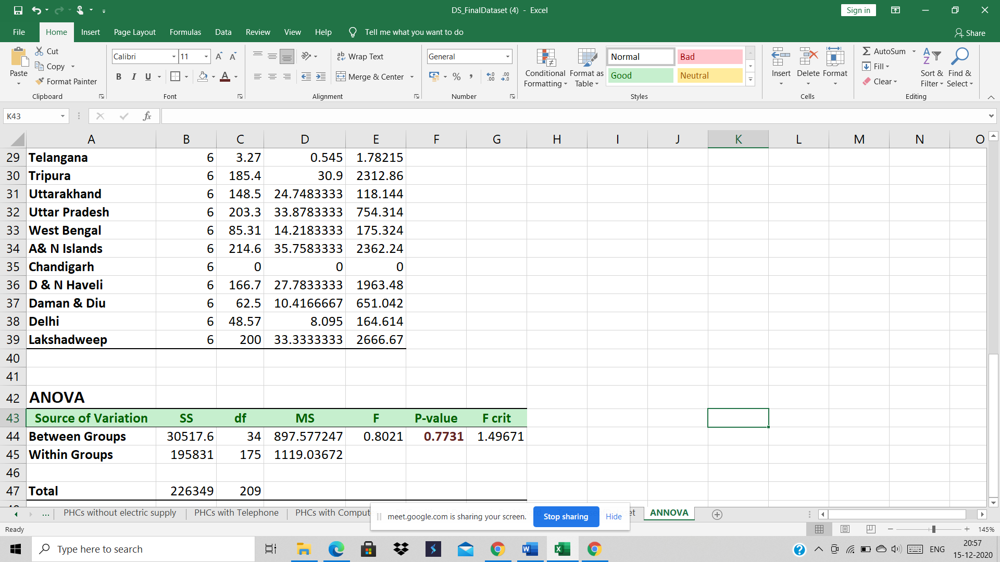 DS_FinalDataset (4) - Excel
Sign in
File Home Insert Page Layout Formulas Data Review View Help Tell me what you want to do
Share
Paste
Cut
Copy
Format Painter
Clipboard
Calibri 11
B I U A
Font
Wrap Text
Merge & Center
Alignment
General
Number
Conditional Formatting
Format as Table
Normal Bad
Good Neutral
Styles
Insert Delete Format
Cells
AutoSum
Fill
Clear
Sort & Filter
Find & Select
Editing
K43 fx
A B C D E F G H I J K L M N O
29 Telangana 6 3.27 0.545 1.78215
30 Tripura 6 185.4 30.9 2312.86
31 Uttarakhand 6 148.5 24.7483333 118.144
32 Uttar Pradesh 6 203.3 33.8783333 754.314
33 West Bengal 6 85.31 14.2183333 175.324
34 A& N Islands 6 214.6 35.7583333 2362.24
35 Chandigarh 6 0 0 0
36 D & N Haveli 6 166.7 27.7833333 1963.48
37 Daman & Diu 6 62.5 10.4166667 651.042
38 Delhi 6 48.57 8.095 164.614
39 Lakshadweep 6 200 33.3333333 2666.67
40
41
42 ANOVA
43 Source of Variation SS df MS F P-value F crit
44 Between Groups 30517.6 34 897.577247 0.8021 0.7731 1.49671
45 Within Groups 195831 175 1119.03672
46
47 Total 226349 209
... PHCs without electric supply PHCs with Telephone PHCs with Comput et ANNOVA
meet.google.com is sharing your screen. Stop sharing Hide
Ready
145%
Type here to search
ENG
20:57
15-12-2020